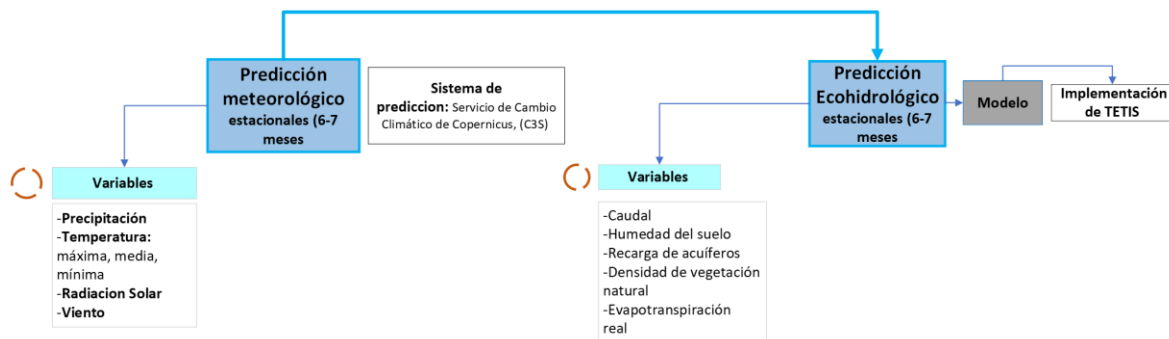 Predicción
meteorológico
estacionales (6-7
meses
Sistema de
prediccion: Servicio de Cambio
Climático de Copernicus, (C3S)
Variables
-Precipitación
-Temperatura:
máxima, media,
mínima
-Radiacion Solar
-Viento
Predicción
Ecohidrológico
estacionales (6-7
meses
Modelo
Implementación
de TETIS
Variables
-Caudal
-Humedad del suelo
-Recarga de acuíferos
-Densidad de vegetación
natural
-Evapotranspiración
real